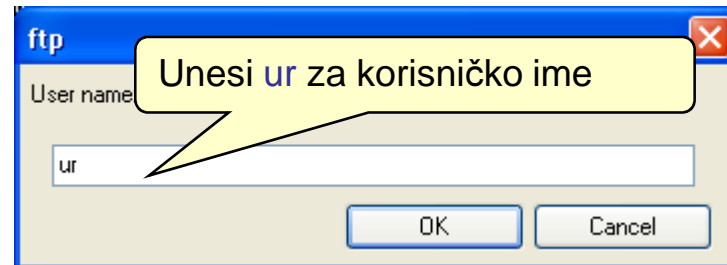 ftp
Unesi ur za korisničko ime
User name
ur
OK Cancel